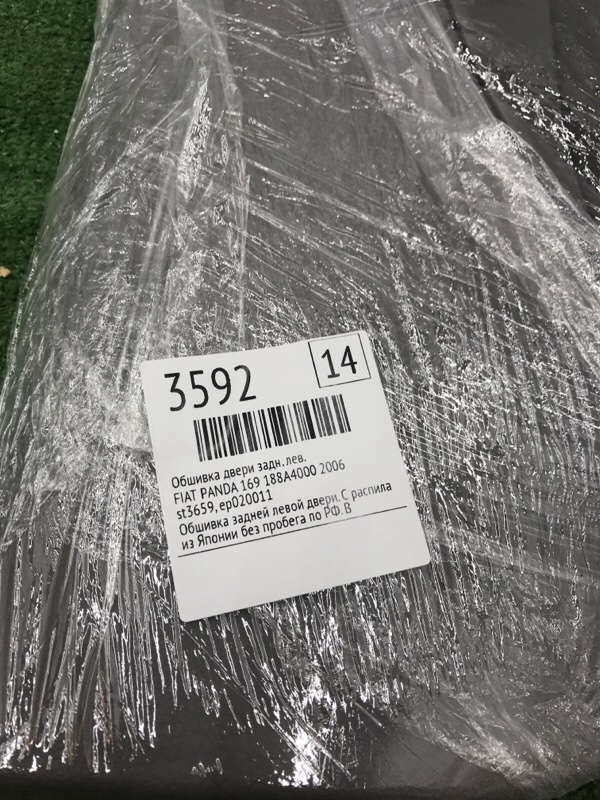 3592
14
Обшивка двери задн.лев.
FIAT PANDA 169 188A4000 2006
st3659,ep020011
Обшивка задней левой двери.С распила
из Японии без пробега по РФ.В